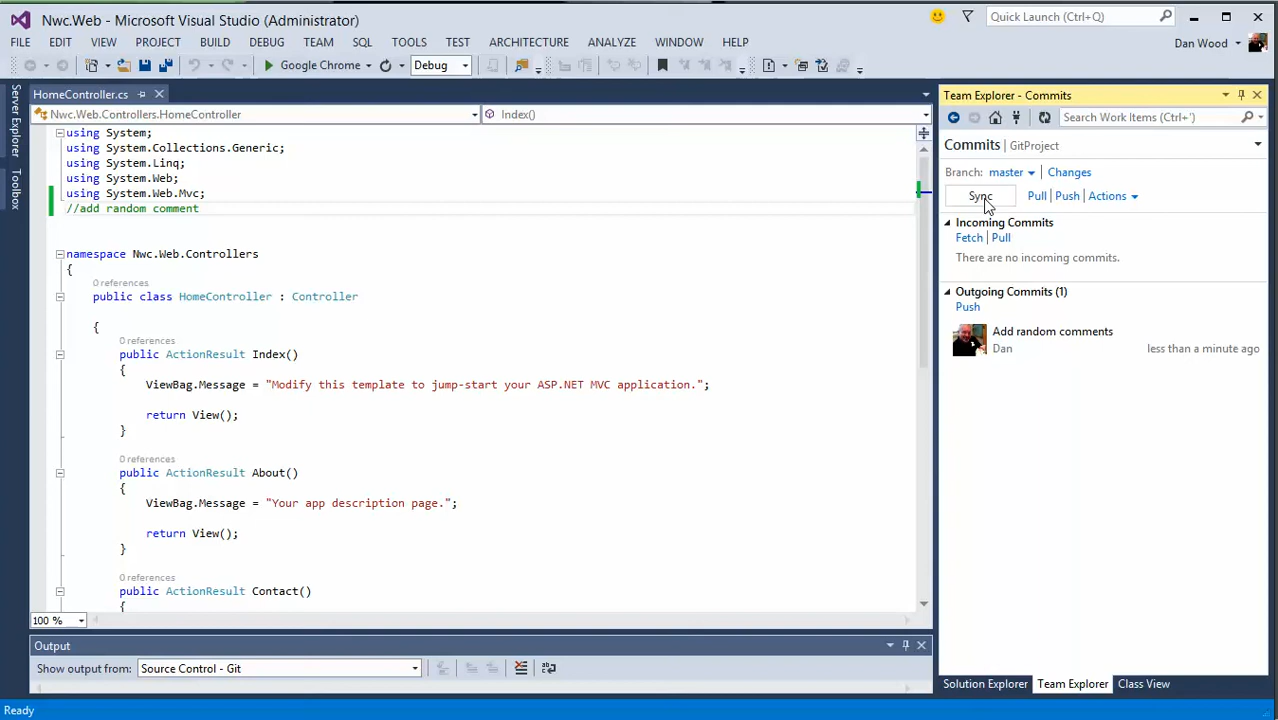 Nwc.Web - Microsoft Visual Studio (Administrator)
Quick Launch (Ctrl+Q)
FILE EDIT VIEW PROJECT BUILD DEBUG TEAM SQL TOOLS TEST ARCHITECTURE ANALYZE WINDOW HELP
Dan Wood
Google Chrome
Debug
Server Explorer
Toolbox
HomeController.cs
Nwc.Web.Controllers.HomeController
Index()
using System;
using System.Collections.Generic;
using System.Linq;
using System.Web;
using System.Web.Mvc;
//add random comment
namespace Nwc.Web.Controllers
{
0 references
public class HomeController : Controller
{
0 references
public ActionResult Index()
{
ViewBag.Message = "Modify this template to jump-start your ASP.NET MVC application.";
return View();
}
0 references
public ActionResult About()
{
ViewBag.Message = "Your app description page.";
return View();
}
0 references
public ActionResult Contact()
{
100 %
Output
Show output from: Source Control - Git
Ready
Team Explorer - Commits
Search Work Items (Ctrl+')
Commits | GitProject
Branch: master Changes
Sync Pull | Push | Actions
Incoming Commits
Fetch | Pull
There are no incoming commits.
Outgoing Commits (1)
Push
Add random comments
Dan less than a minute ago
Solution Explorer Team Explorer Class View